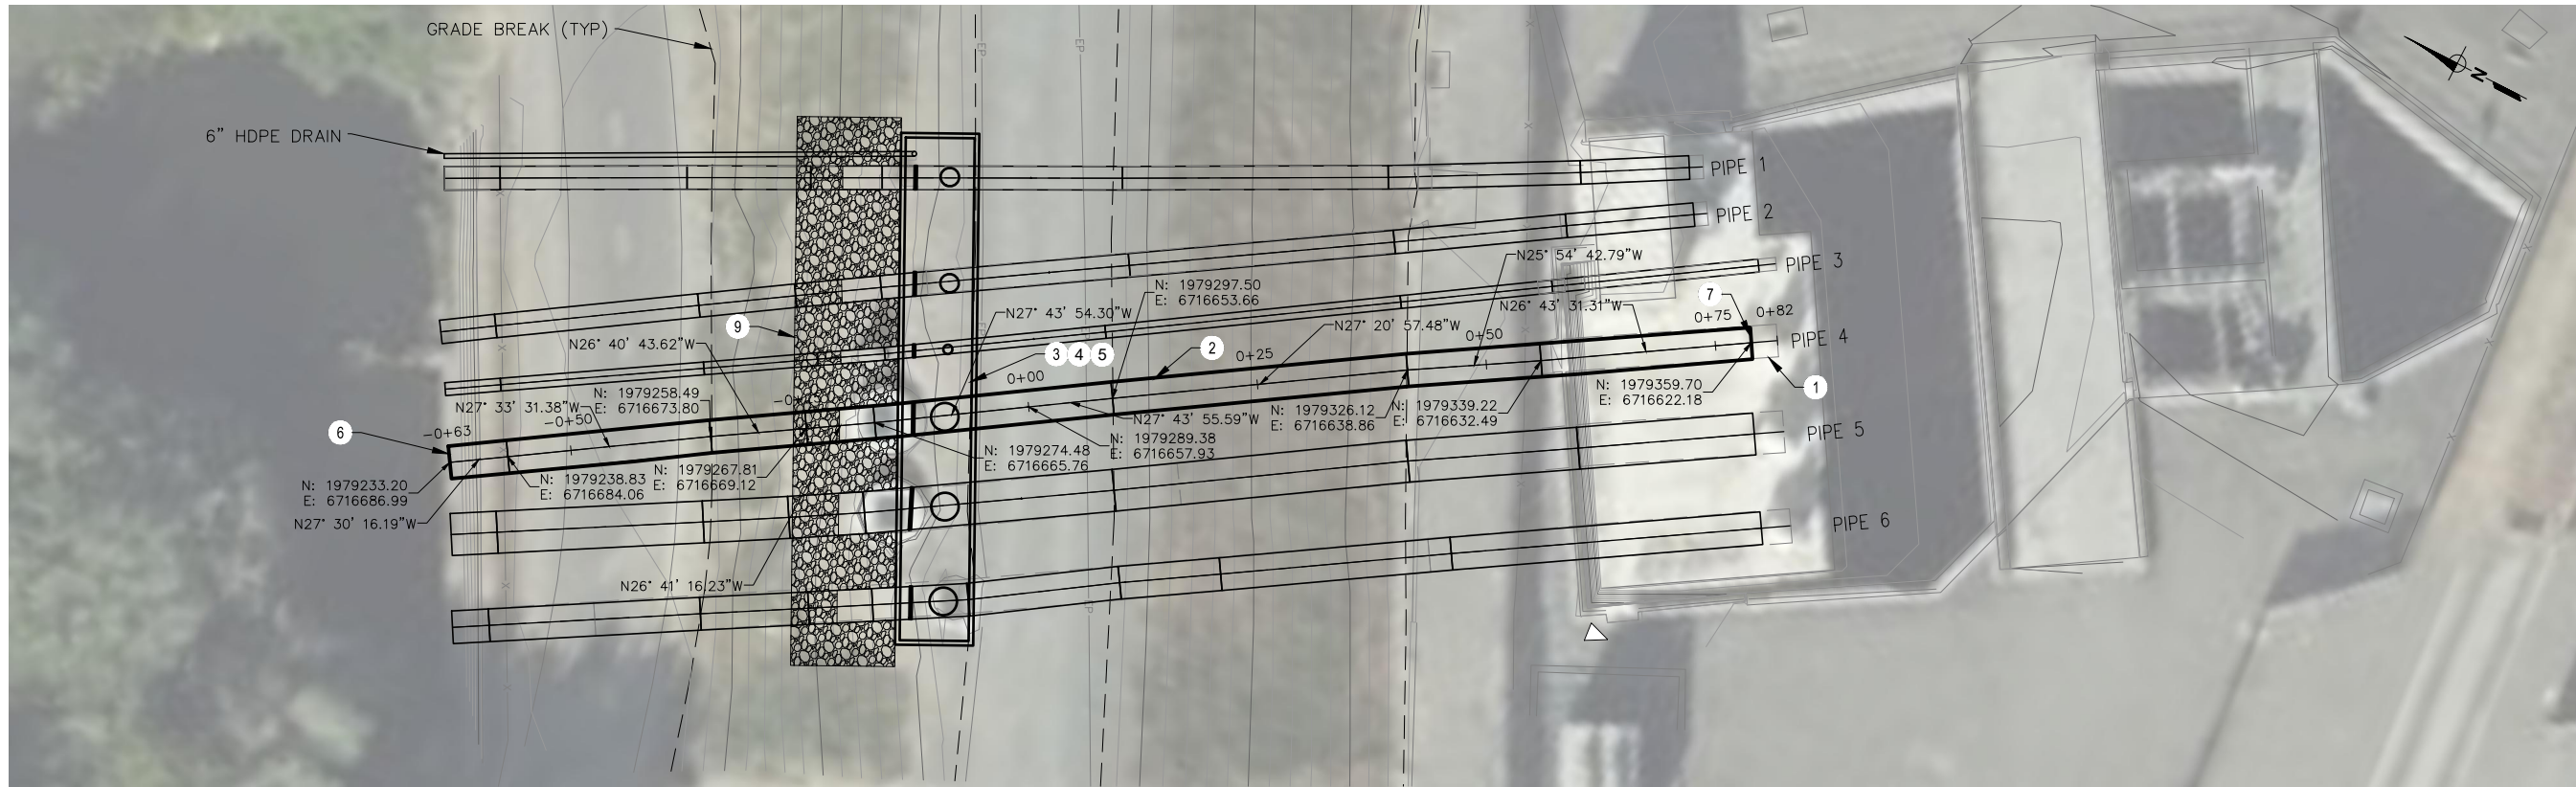 GRADE BREAK (TYP)
EP
EP
N
6" HDPE DRAIN
PIPE 1
PIPE 2
N25° 54' 42.79"W
PIPE 3
N: 1979297.50
E: 6716653.66
7
9
N27° 43' 54.30"W
N26° 43' 31.31"W
0+75
0+82
N27° 20' 57.48"W
0+50
PIPE 4
N26° 40' 43.62"W
3
4
5
2
0+25
0+00
1
N: 1979258.49
E: 6716673.80
N: 1979359.70
E: 6716622.18
N27° 33' 31.38"W
N27° 43' 55.59"W
N: 1979326.12
E: 6716638.86
N: 1979339.22
E: 6716632.49
-0+50
6
-0+63
PIPE 5
N: 1979289.38
E: 6716657.93
N: 1979274.48
E: 6716665.76
N: 1979267.81
E: 6716669.12
N: 1979238.83
E: 6716684.06
N: 1979233.20
E: 6716686.99
N27° 30' 16.19"W
PIPE 6
N26° 41' 16.23"W
EP